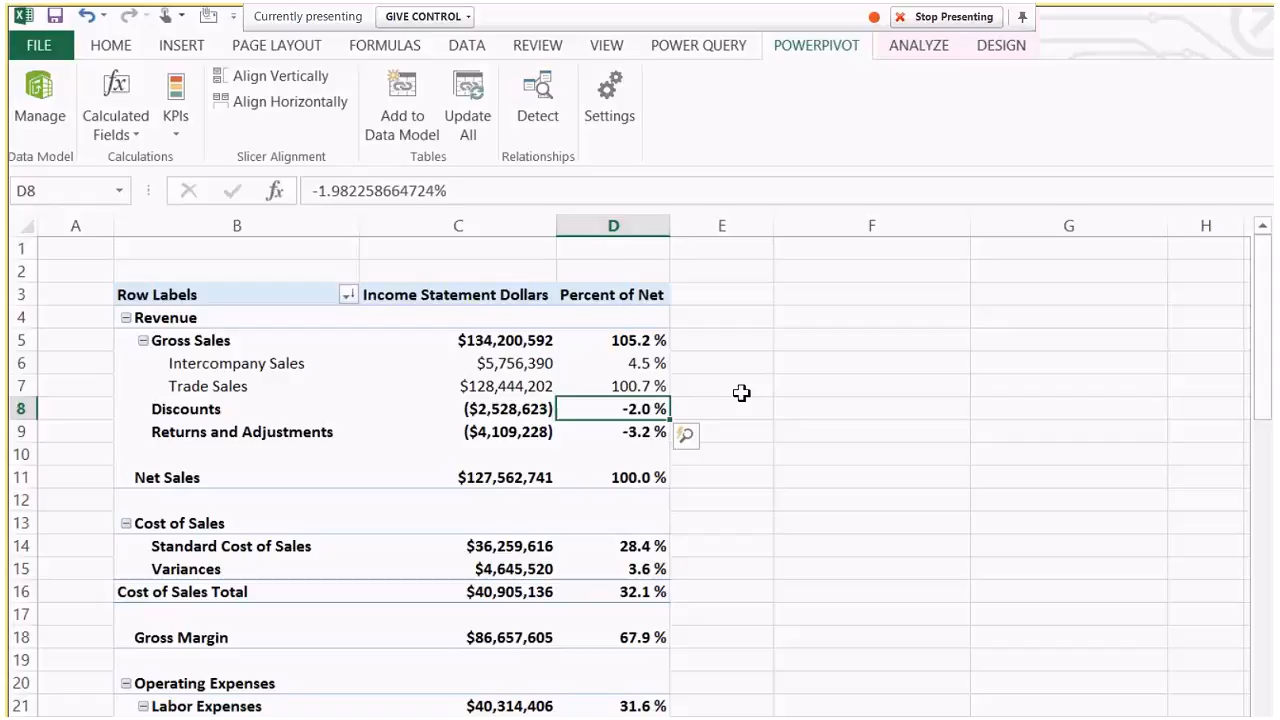 Currently presenting GIVE CONTROL Stop Presenting
FILE HOME INSERT PAGE LAYOUT FORMULAS DATA REVIEW VIEW POWER QUERY POWERPIVOT ANALYZE DESIGN
Manage
Data Model
Calculated
Fields
KPIs
Calculations
Align Vertically
Align Horizontally
Slicer Alignment
Add to
Data Model
Update
All
Tables
Detect
Relationships
Settings
D8 fx -1.982258664724%
A B C D E F G H
1
2
3 Row Labels Income Statement Dollars Percent of Net
4 Revenue
5 Gross Sales $134,200,592 105.2 %
6 Intercompany Sales $5,756,390 4.5 %
7 Trade Sales $128,444,202 100.7 %
8 Discounts ($2,528,623) -2.0 %
9 Returns and Adjustments ($4,109,228) -3.2 %
10
11 Net Sales $127,562,741 100.0 %
12
13 Cost of Sales
14 Standard Cost of Sales $36,259,616 28.4 %
15 Variances $4,645,520 3.6 %
16 Cost of Sales Total $40,905,136 32.1 %
17
18 Gross Margin $86,657,605 67.9 %
19
20 Operating Expenses
21 Labor Expenses $40,314,406 31.6 %